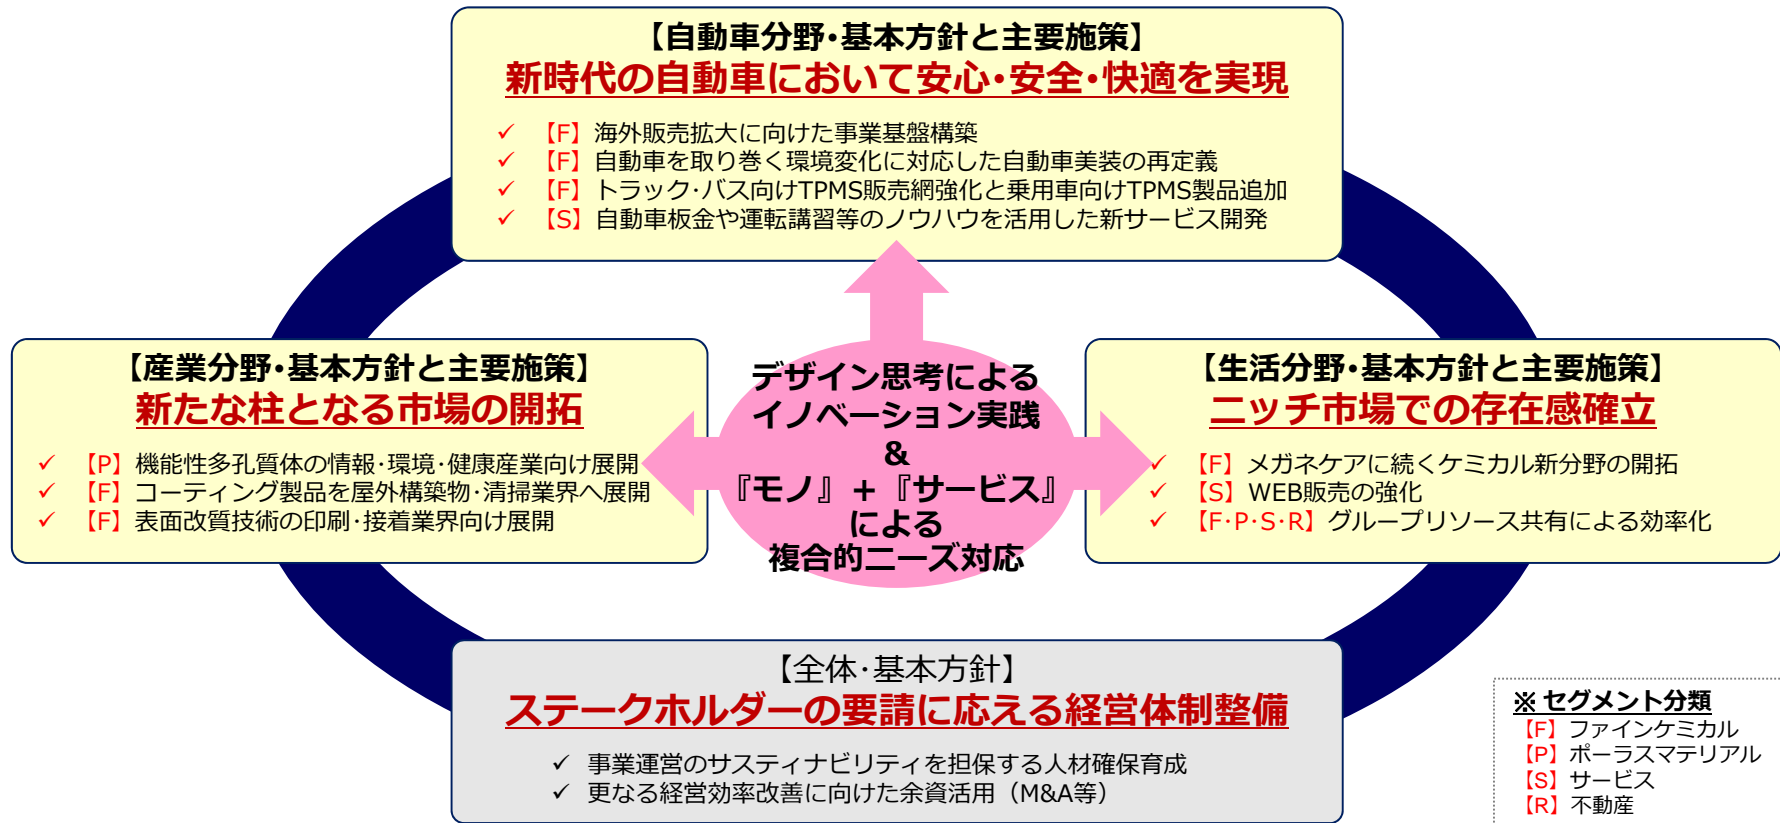 【自動車分野･基本方針と主要施策】
新時代の自動車において安心･安全･快適を実現
✓ 【F】海外販売拡大に向けた事業基盤構築
✓ 【F】自動車を取り巻く環境変化に対応した自動車美装の再定義
✓ 【F】トラック･バス向けTPMS販売網強化と乗用車向けTPMS製品追加
✓ 【S】自動車板金や運転講習等のノウハウを活用した新サービス開発
【産業分野･基本方針と主要施策】
新たな柱となる市場の開拓
✓ 【P】機能性多孔質体の情報･環境･健康産業向け展開
✓ 【F】コーティング製品を屋外構築物･清掃業界へ展開
✓ 【F】表面改質技術の印刷･接着業界向け展開
デザイン思考による
イノベーション実践
&
『モノ』+『サービス』
による
複合的ニーズ対応
【生活分野･基本方針と主要施策】
ニッチ市場での存在感確立
✓ 【F】メガネケアに続くケミカル新分野の開拓
✓ 【S】WEB販売の強化
✓ 【F･P･S･R】グループリソース共有による効率化
【全体･基本方針】
ステークホルダーの要請に応える経営体制整備
✓ 事業運営のサスティナビリティを担保する人材確保育成
✓ 更なる経営効率改善に向けた余資活用（M&A等）
※ セグメント分類
【F】ファインケミカル
【P】ポーラスマテリアル
【S】サービス
【R】不動産